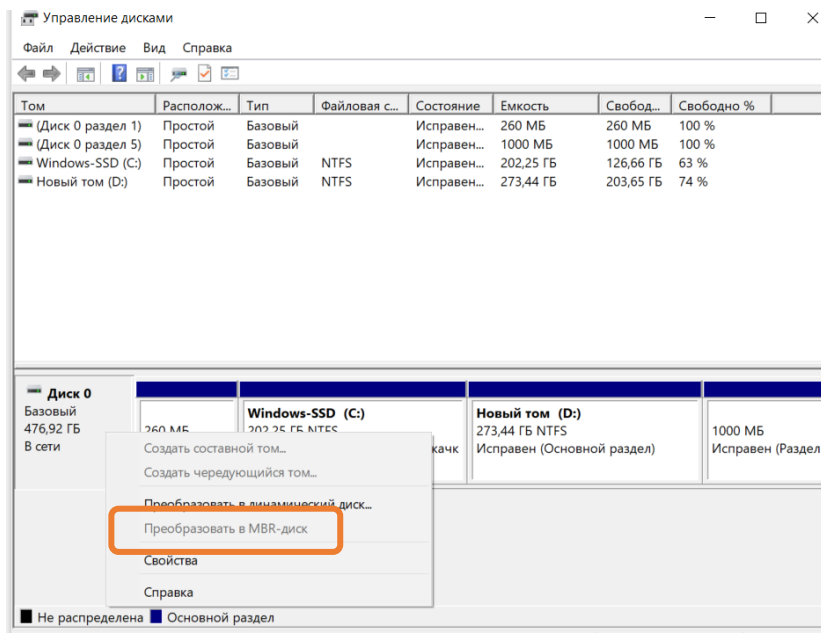 Управление дисками
Файл Действие Вид Справка
Том Располож... Тип Файловая с... Состояние Емкость Свобод... Свободно %
(Диск 0 раздел 1) Простой Базовый Исправен... 260 МБ 260 МБ 100 %
(Диск 0 раздел 5) Простой Базовый Исправен... 1000 МБ 1000 МБ 100 %
Windows-SSD (C:) Простой Базовый NTFS Исправен... 202,25 ГБ 126,66 ГБ 63 %
Новый том (D:) Простой Базовый NTFS Исправен... 273,44 ГБ 203,65 ГБ 74 %
Диск 0
Базовый
476,92 ГБ
В сети
260 МБ
Windows-SSD (C:)
202,25 ГБ NTFS
качк
Новый том (D:)
273,44 ГБ NTFS
Исправен (Основной раздел)
1000 МБ
Исправен (Раздел
Создать составной том...
Создать чередующийся том...
Преобразовать в динамический диск...
Преобразовать в MBR-диск
Свойства
Справка
Не распределена Основной раздел